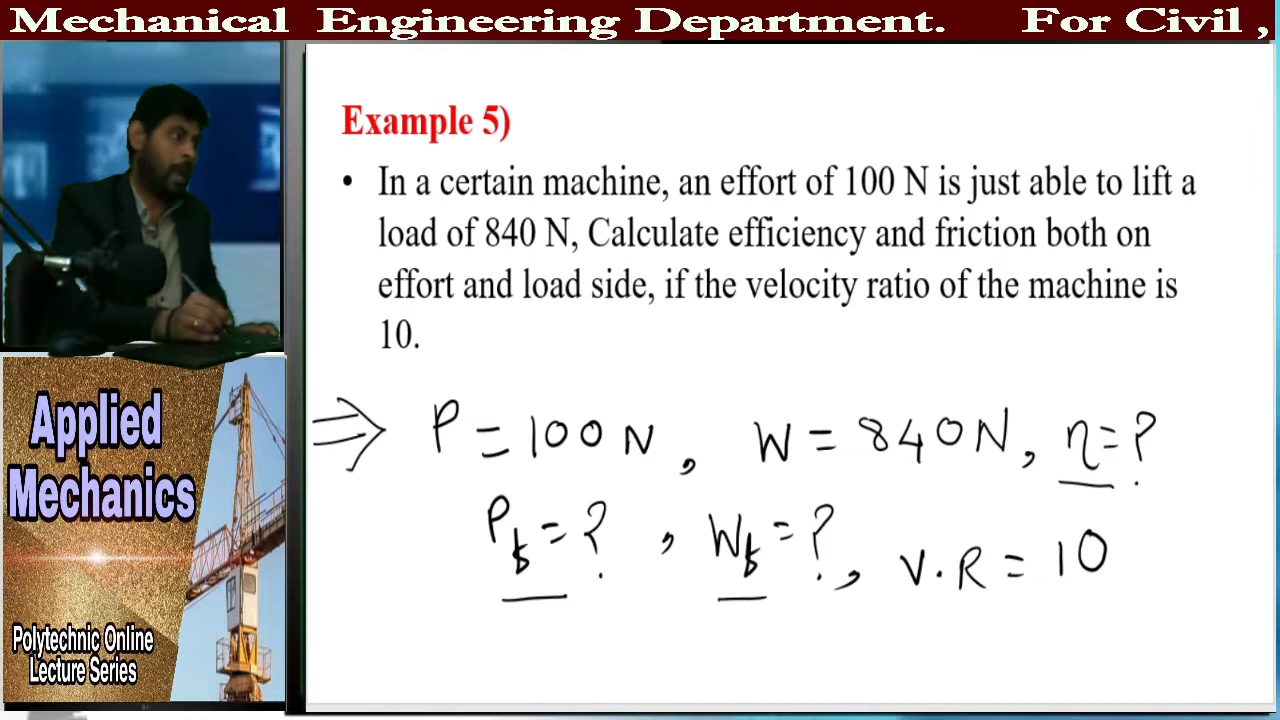 Mechanical Engineering Department. For Civil ,
Example 5)
• In a certain machine, an effort of 100 N is just able to lift a
load of 840 N, Calculate efficiency and friction both on
effort and load side, if the velocity ratio of the machine is
10.
⇒ P = 100 N , W = 840 N , η = ?
Pf = ? , Wf = ? , V.R = 10
Applied
Mechanics
Polytechnic Online
Lecture Series